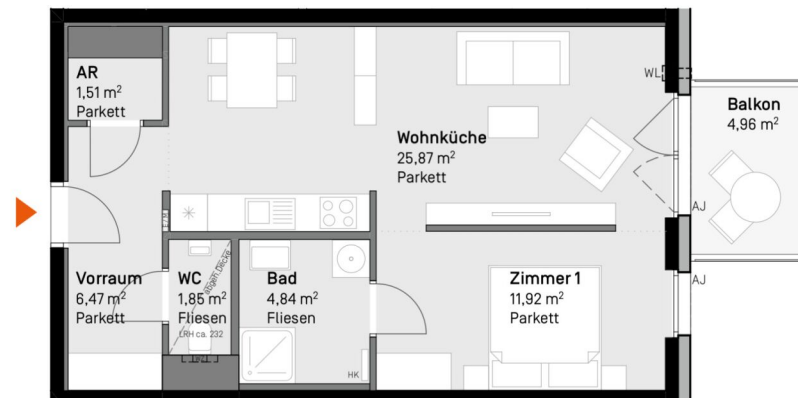 AR
1,51 m²
Parkett
Wohnküche
25,87 m²
Parkett
WL
Balkon
4,96 m²
AJ
E/M
Vorraum
6,47 m²
Parkett
WC
1,85 m²
Fliesen
LRH ca. 232
abgeh. Decke
Bad
4,84 m²
Fliesen
HK
Zimmer 1
11,92 m²
Parkett
AJ